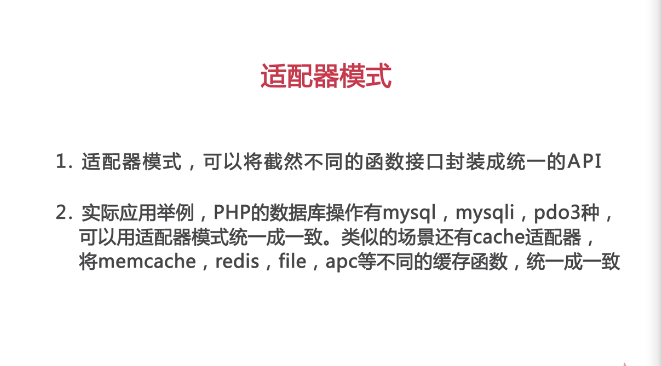 适配器模式
1. 适配器模式，可以将截然不同的函数接口封装成统一的API
2. 实际应用举例，PHP的数据库操作有mysql，mysqli，pdo3种，
可以用适配器模式统一成一致。类似的场景还有cache适配器，
将memcache，redis，file，apc等不同的缓存函数，统一成一致